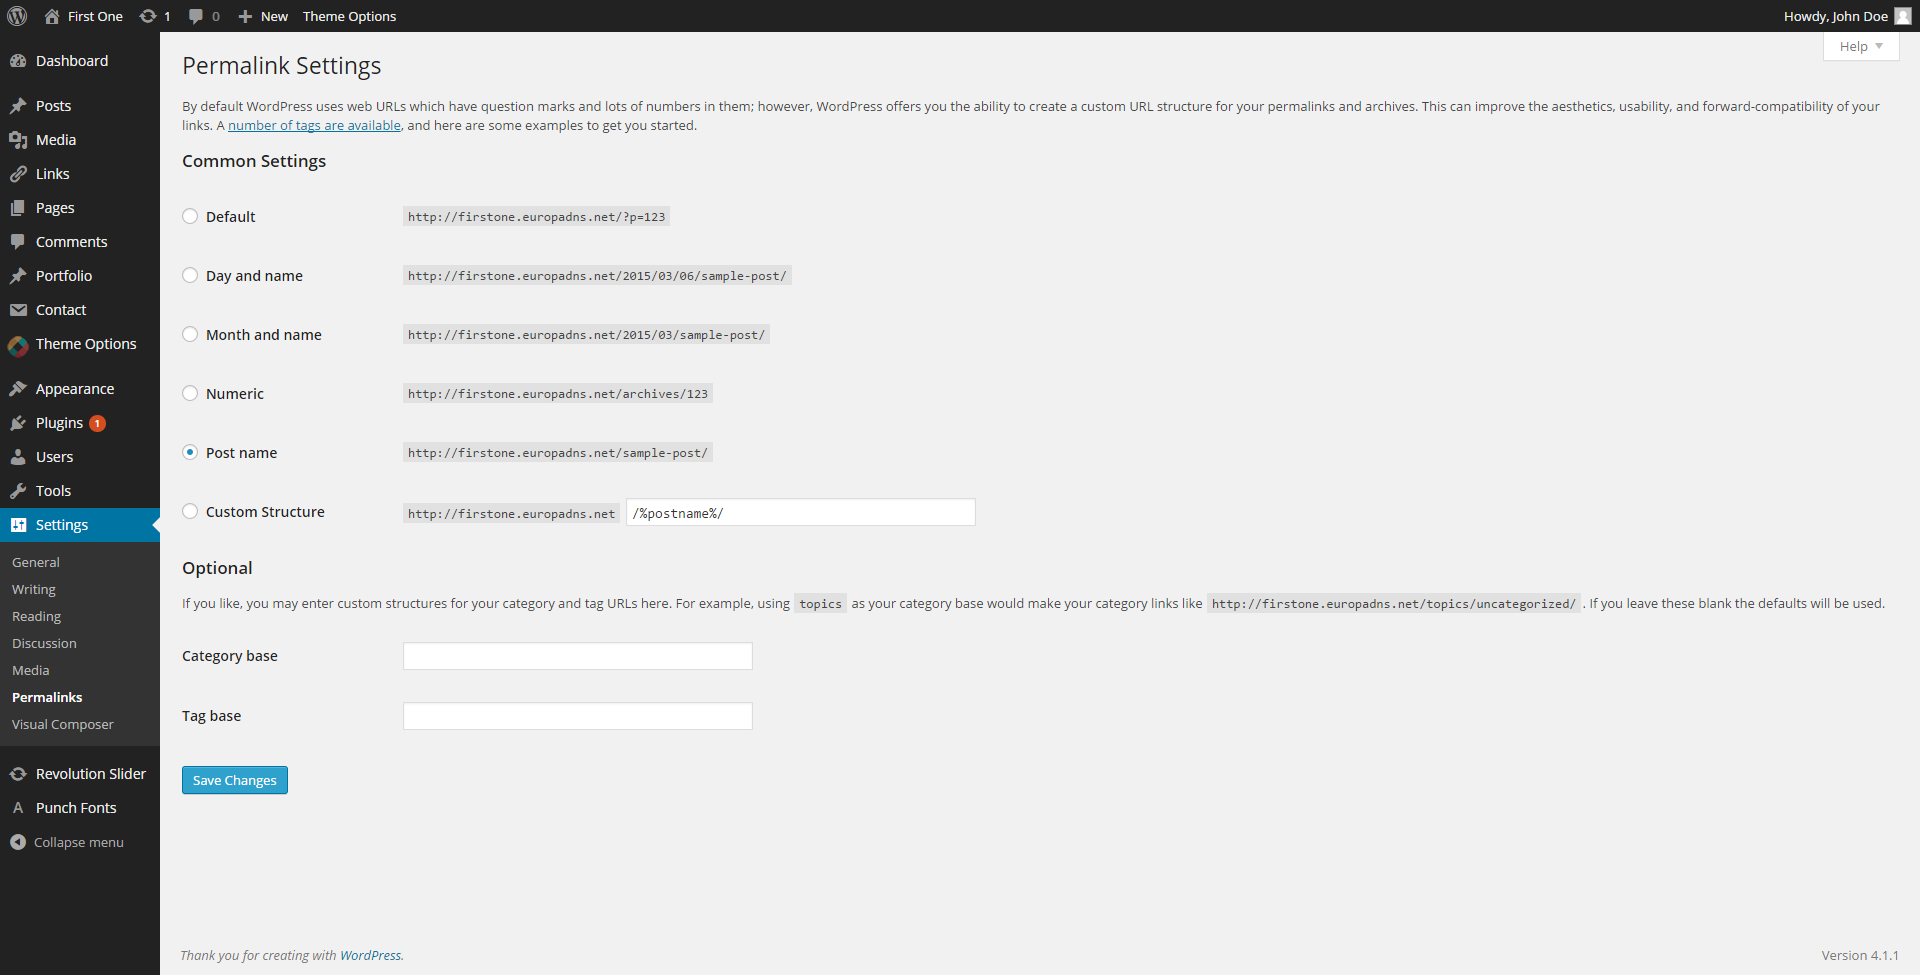 First One 1 0 New Theme Options Howdy, John Doe
Help
Dashboard
Posts
Media
Links
Pages
Comments
Portfolio
Contact
Theme Options
Appearance
Plugins 1
Users
Tools
Settings
General
Writing
Reading
Discussion
Media
Permalinks
Visual Composer
Revolution Slider
A Punch Fonts
Collapse menu
Permalink Settings
By default WordPress uses web URLs which have question marks and lots of numbers in them; however, WordPress offers you the ability to create a custom URL structure for your permalinks and archives. This can improve the aesthetics, usability, and forward-compatibility of your
links. A number of tags are available, and here are some examples to get you started.
Common Settings
Default http://firstone.europadns.net/?p=123
Day and name http://firstone.europadns.net/2015/03/06/sample-post/
Month and name http://firstone.europadns.net/2015/03/sample-post/
Numeric http://firstone.europadns.net/archives/123
Post name http://firstone.europadns.net/sample-post/
Custom Structure http://firstone.europadns.net /%postname%/
Optional
If you like, you may enter custom structures for your category and tag URLs here. For example, using topics as your category base would make your category links like http://firstone.europadns.net/topics/uncategorized/ . If you leave these blank the defaults will be used.
Category base
Tag base
Save Changes
Thank you for creating with WordPress.
Version 4.1.1